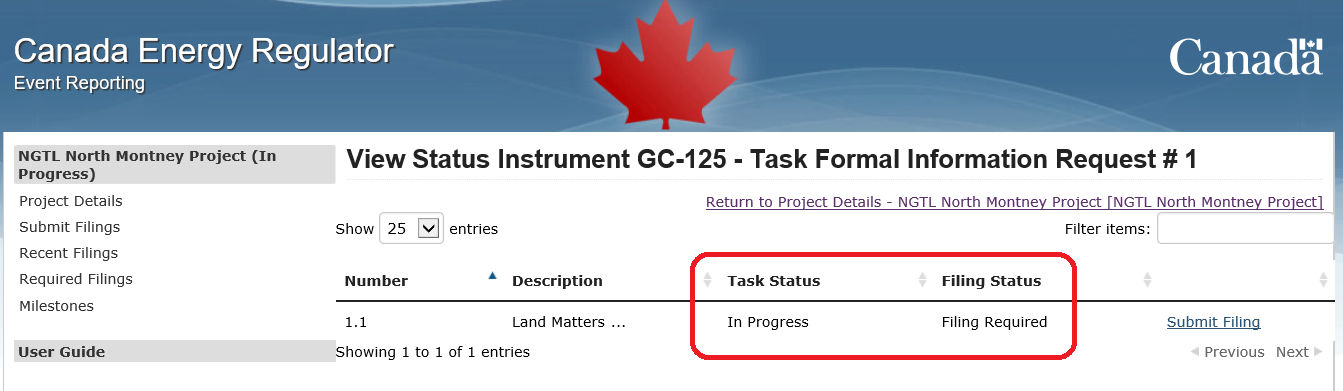 Canada Energy Regulator
Event Reporting
Canada
NGTL North Montney Project (In
Progress)
Project Details
Submit Filings
Recent Filings
Required Filings
Milestones
User Guide
View Status Instrument GC-125 - Task Formal Information Request # 1
Return to Project Details - NGTL North Montney Project [NGTL North Montney Project]
Show 25 entries
Filter items:
Number Description Task Status Filing Status
1.1 Land Matters ... In Progress Filing Required Submit Filing
Showing 1 to 1 of 1 entries
Previous Next